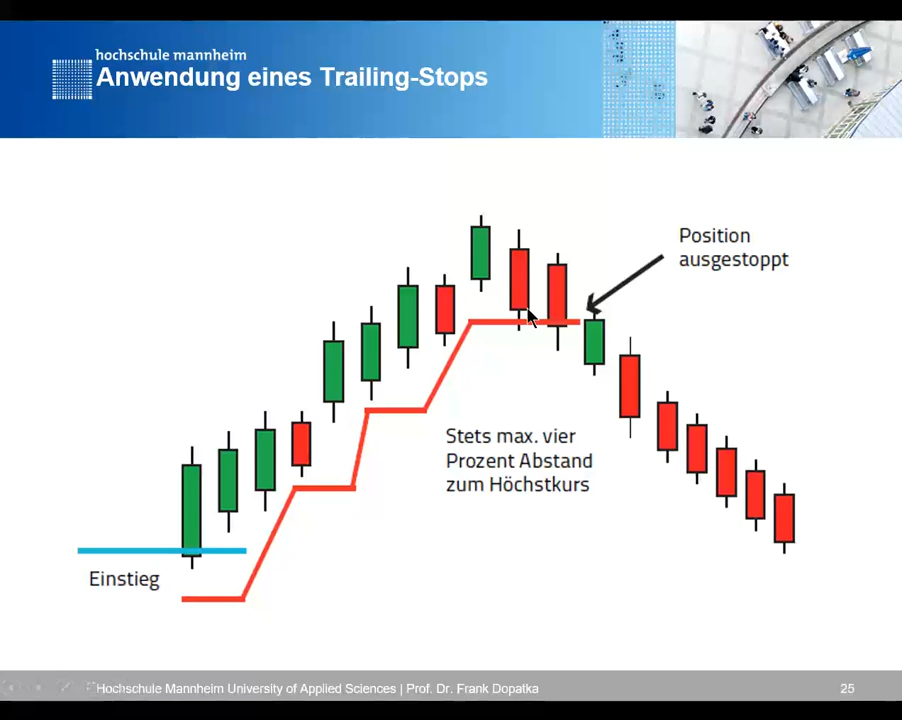 hochschule mannheim
Anwendung eines Trailing-Stops
Position
ausgestoppt
Stets max. vier
Prozent Abstand
zum Höchstkurs
Einstieg
Hochschule Mannheim University of Applied Sciences | Prof. Dr. Frank Dopatka
25